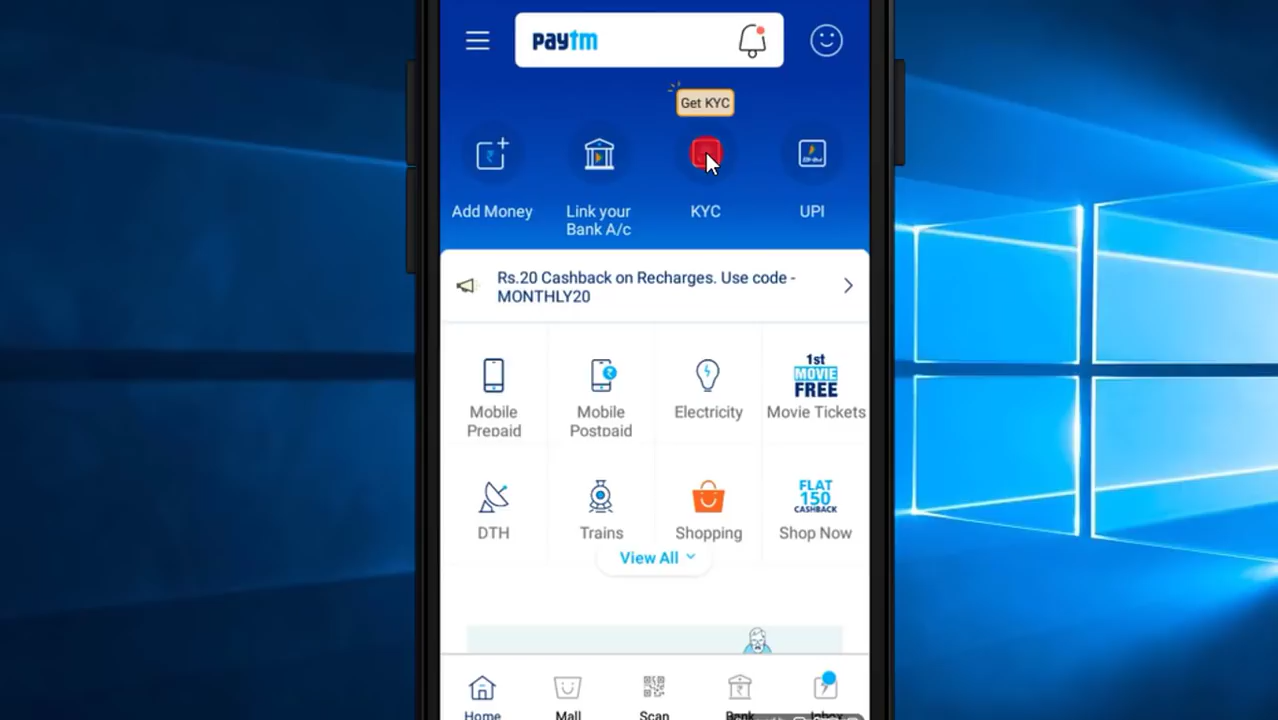 paytm
Get KYC
Add Money
Link your
Bank A/c
KYC
UPI
Rs.20 Cashback on Recharges. Use code -
MONTHLY20
Mobile
Prepaid
Mobile
Postpaid
Electricity
1st
MOVIE
FREE
Movie Tickets
DTH
Trains
Shopping
FLAT
150
CASHBACK
Shop Now
View All
Home
Mall
Scan
Bank
Inbox